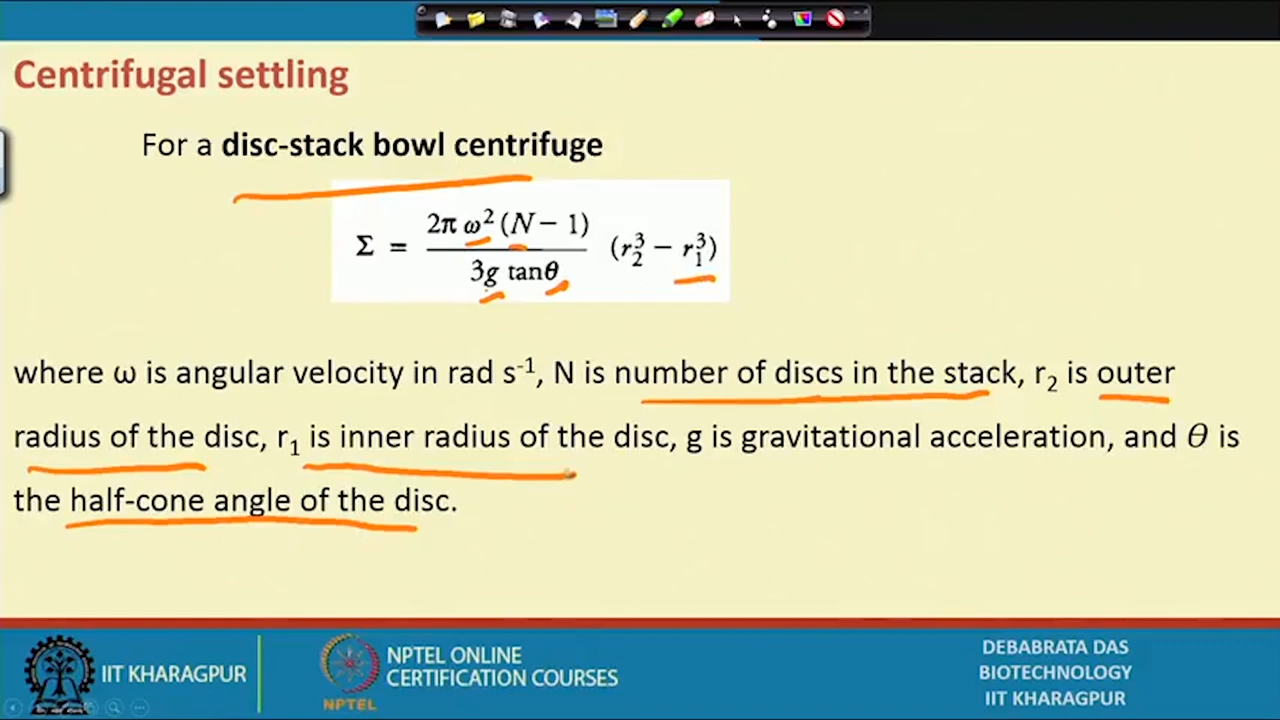 Centrifugal settling
For a disc-stack bowl centrifuge
Σ = 2π ω² (N − 1) / 3g tanθ (r₂³ − r₁³)
where ω is angular velocity in rad s⁻¹, N is number of discs in the stack, r₂ is outer
radius of the disc, r₁ is inner radius of the disc, g is gravitational acceleration, and θ is
the half-cone angle of the disc.
IIT KHARAGPUR
NPTEL
NPTEL ONLINE
CERTIFICATION COURSES
DEBABRATA DAS
BIOTECHNOLOGY
IIT KHARAGPUR